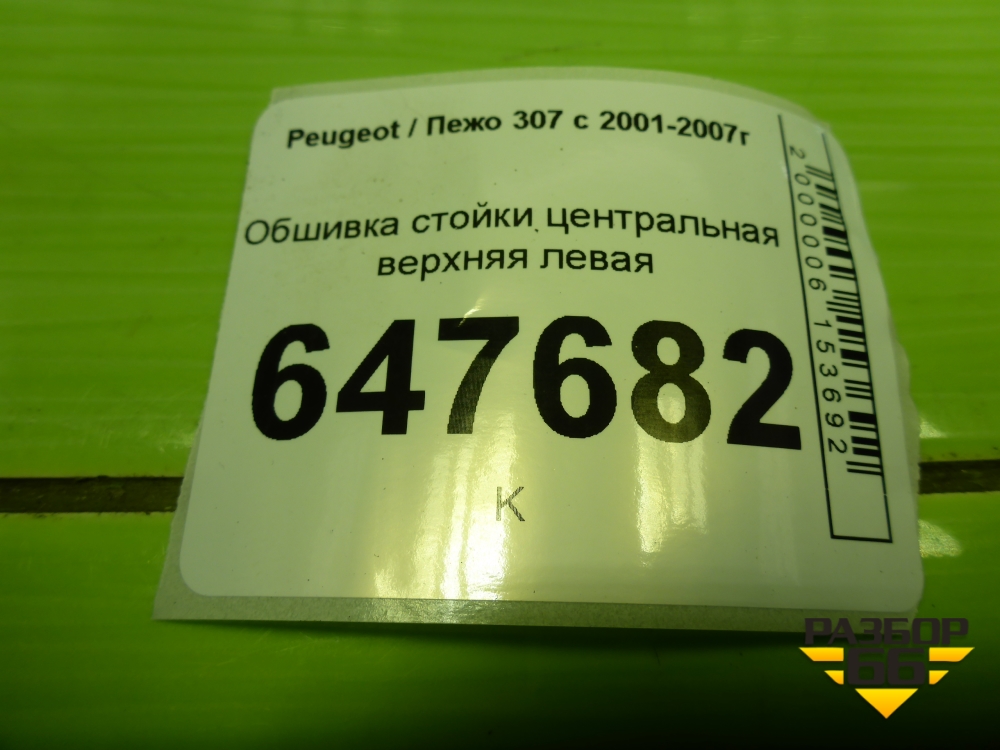 Peugeot / Пежо 307 с 2001-2007г
Обшивка стойки центральная
верхняя левая
647682
К
2000006153692
РАЗБОР
66